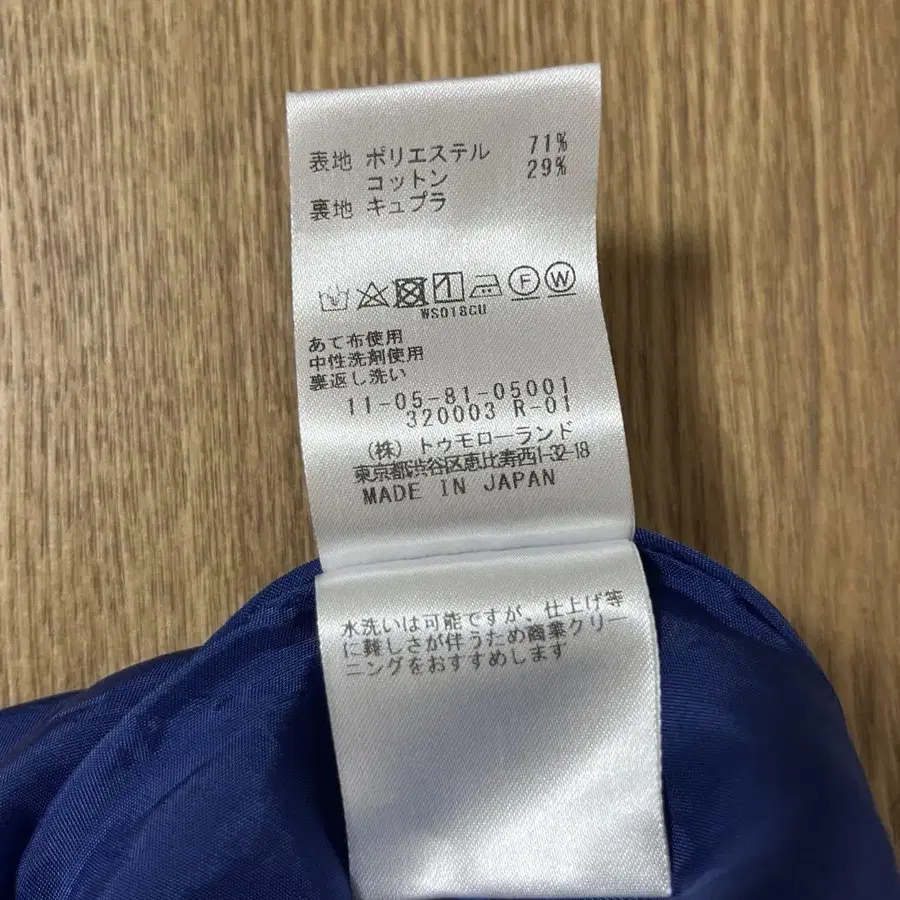 表地 ポリエステル 71%
コットン 29%
裏地 キュプラ
F W
WS018CU
あて布使用
中性洗剤使用
裏返し洗い
11-05-81-05001
320003 R-01
(株) トゥモローランド
東京都渋谷区恵比寿西1-32-18
MADE IN JAPAN
水洗いは可能ですが、仕上げ等
に難しさが伴うため商業クリー
ニングをおすすめします